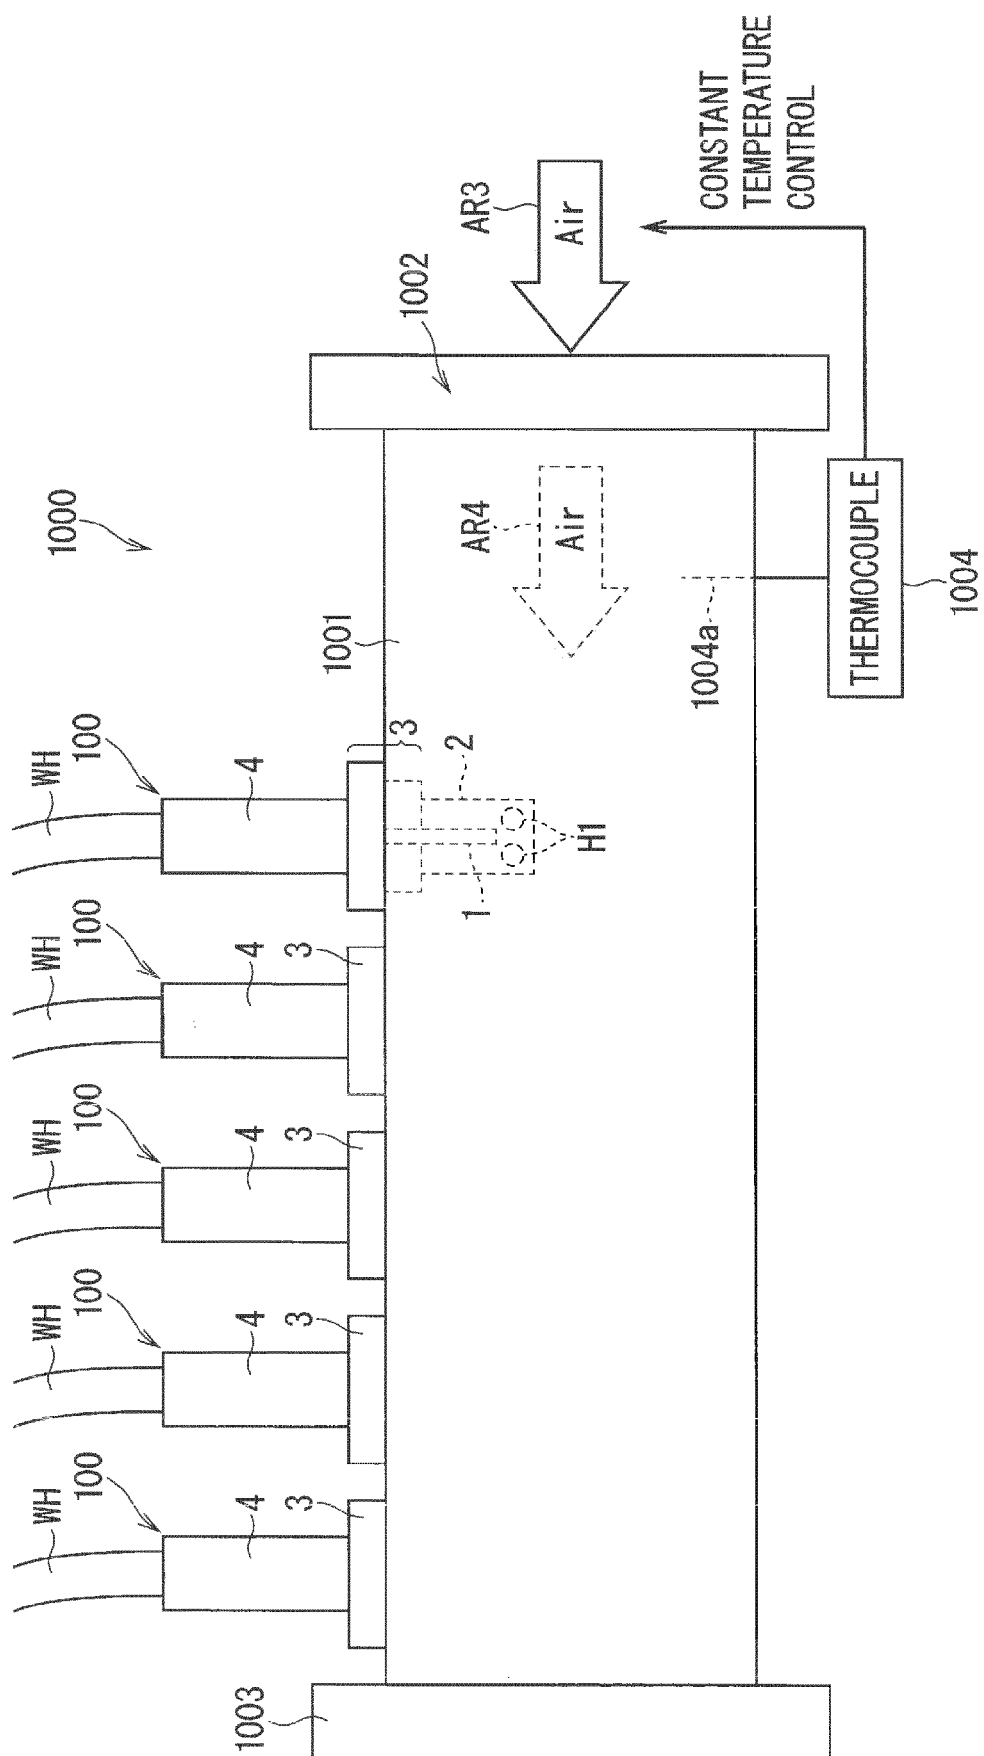 1000
WH
100
4
3
WH
100
4
3
WH
100
4
3
WH
100
4
3
WH
100
4
3
1
2
H1
1001
1002
1003
AR3
Air
AR4
Air
1004a
THERMOCOUPLE
1004
CONSTANT
TEMPERATURE
CONTROL